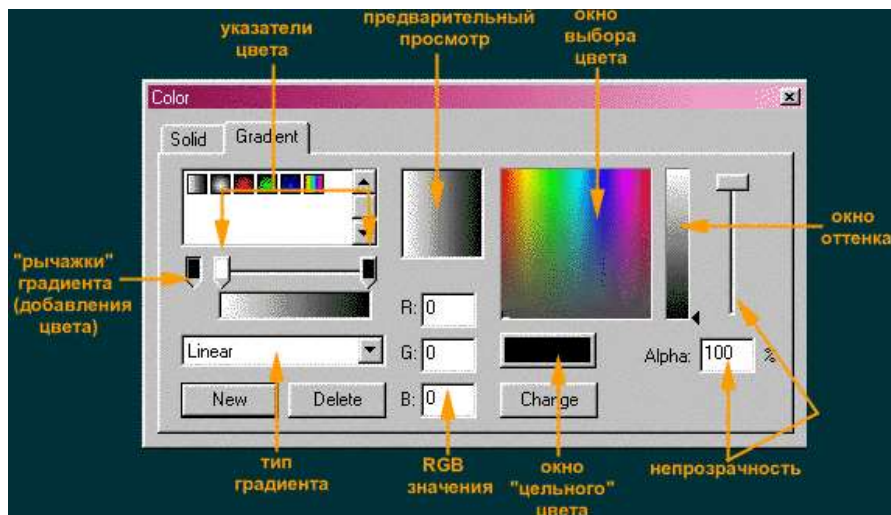 указатели
цвета
предварительный
просмотр
окно
выбора
цвета
Color
Solid
Gradient
"рычажки"
градиента
(добавления
цвета)
окно
оттенка
R: 0
Linear
G: 0
Alpha: 100 %
New
Delete
B: 0
Change
тип
градиента
RGB
значения
окно
"цельного"
цвета
непрозрачность